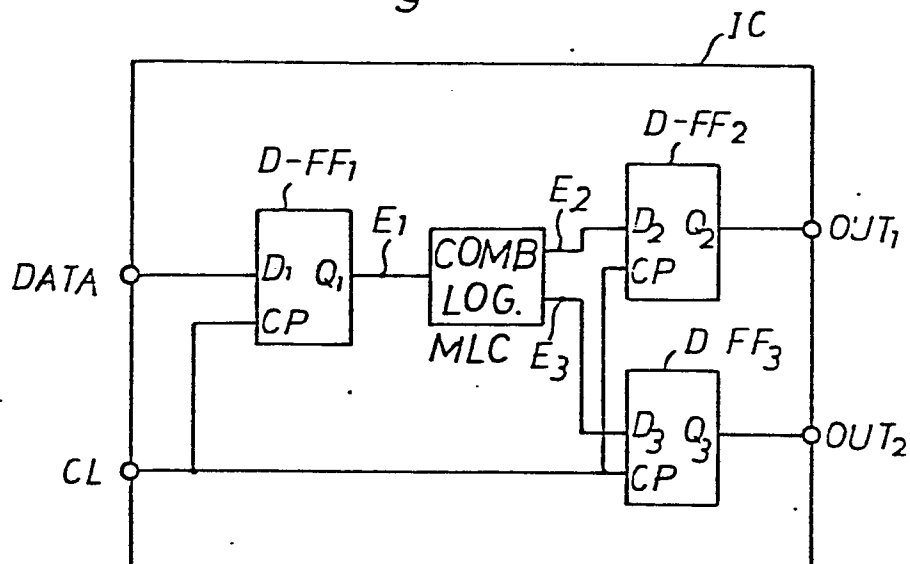 IC
D-FF2
D-FF1
E2
E1
D2 Q2
OUT1
COMB
DATA
D1 Q1
CP
LOG.
CP
MLC
E3
D FF3
D3 Q3
OUT2
CL
CP